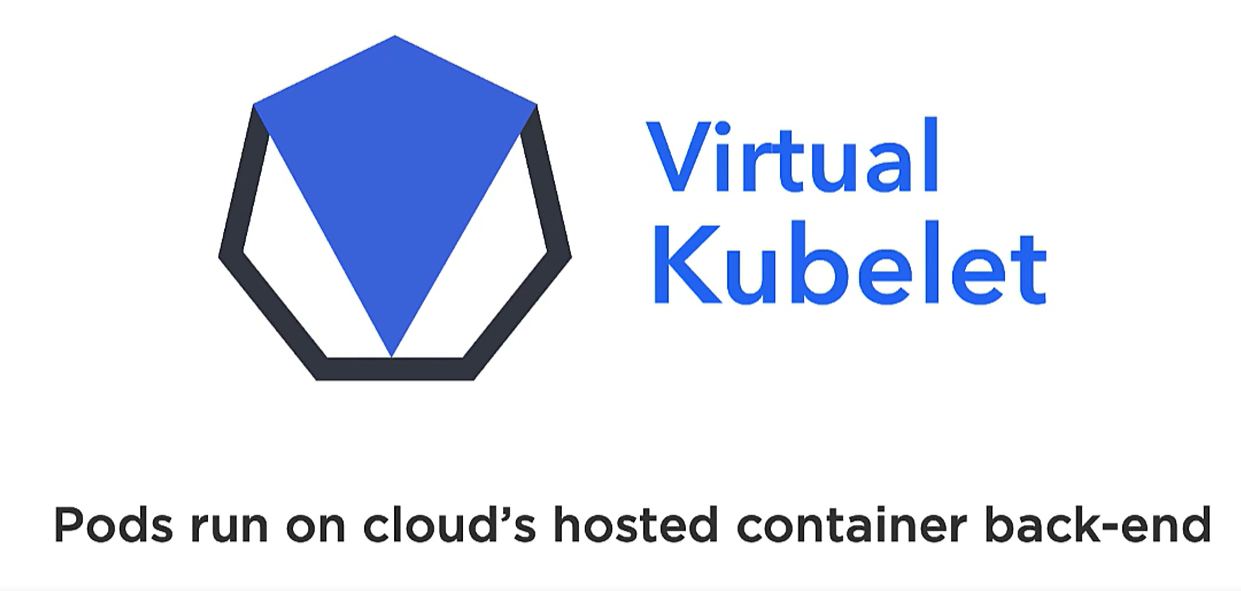 Virtual
Kubelet
Pods run on cloud’s hosted container back-end